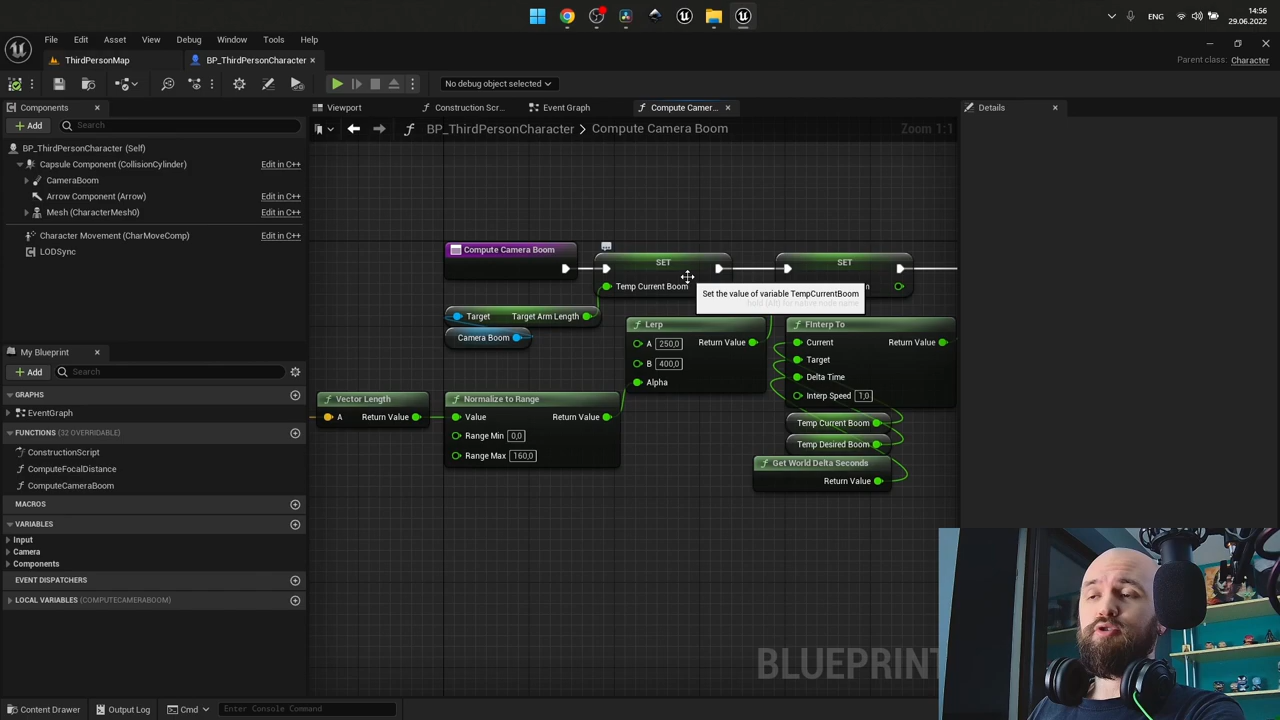 14:56
ENG
29.06.2022
File Edit Asset View Debug Window Tools Help
ThirdPersonMap
BP_ThirdPersonCharacter
Parent class: Character
No debug object selected
Components
Viewport
Construction Scr...
Event Graph
Compute Camer...
Details
Add
Search
BP_ThirdPersonCharacter > Compute Camera Boom
Zoom 1:1
BP_ThirdPersonCharacter (Self)
Capsule Component (CollisionCylinder)
Edit in C++
CameraBoom
Arrow Component (Arrow)
Edit in C++
Mesh (CharacterMesh0)
Edit in C++
Character Movement (CharMoveComp)
Edit in C++
LODSync
Compute Camera Boom
SET
Temp Current Boom
SET
Set the value of variable TempCurrentBoom
hold (Alt) for native node name
Target
Target Arm Length
Camera Boom
Lerp
A 250,0
Return Value
B 400,0
Alpha
FInterp To
Current
Return Value
Target
Delta Time
Interp Speed 1,0
Temp Current Boom
Temp Desired Boom
Get World Delta Seconds
Return Value
Vector Length
A
Return Value
Normalize to Range
Value
Return Value
Range Min 0,0
Range Max 160,0
My Blueprint
Add
Search
GRAPHS
EventGraph
FUNCTIONS (32 OVERRIDABLE)
ConstructionScript
ComputeFocalDistance
ComputeCameraBoom
MACROS
VARIABLES
Input
Camera
Components
EVENT DISPATCHERS
LOCAL VARIABLES (COMPUTECAMERABOOM)
BLUEPRINT
Content Drawer
Output Log
Cmd
Enter Console Command